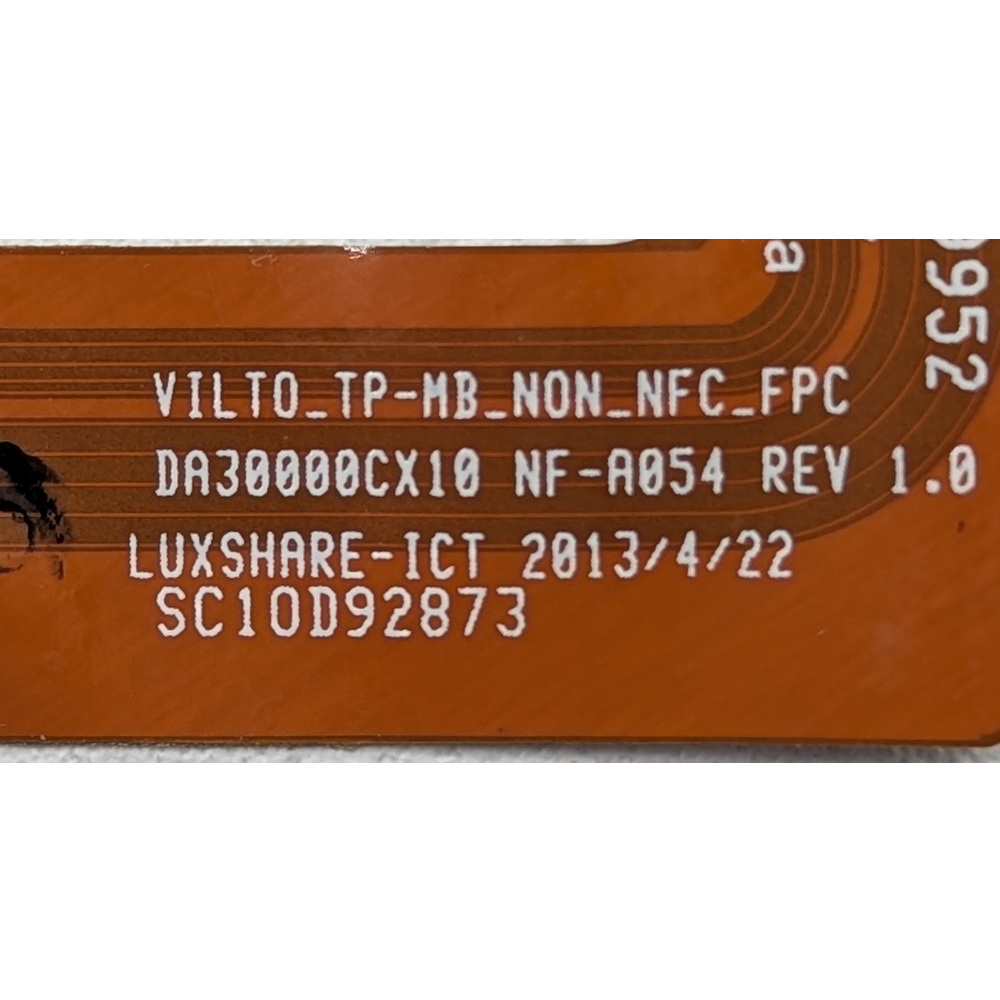 VILTO_TP-MB_NON_NFC_FPC
DA30000CX10 NF-A054 REV 1.0
LUXSHARE-ICT 2013/4/22
SC10D92873